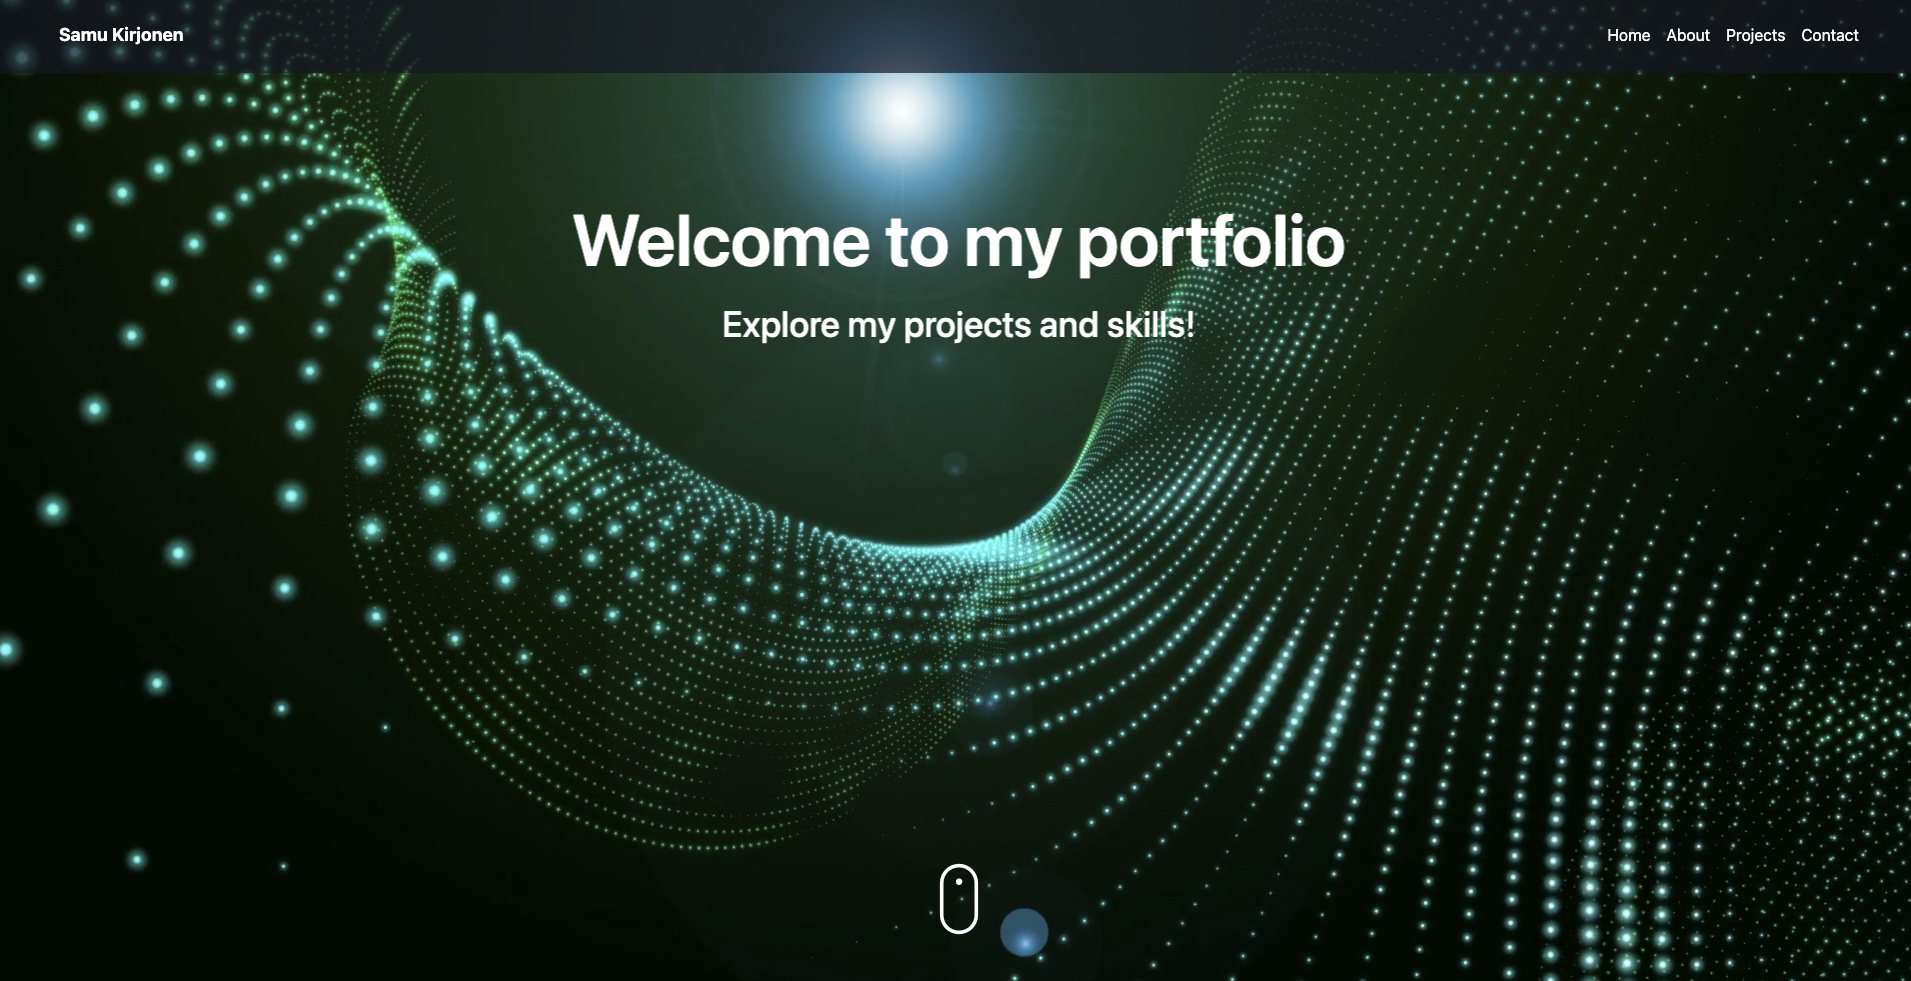 Samu Kirjonen
Home About Projects Contact
Welcome to my portfolio
Explore my projects and skills!